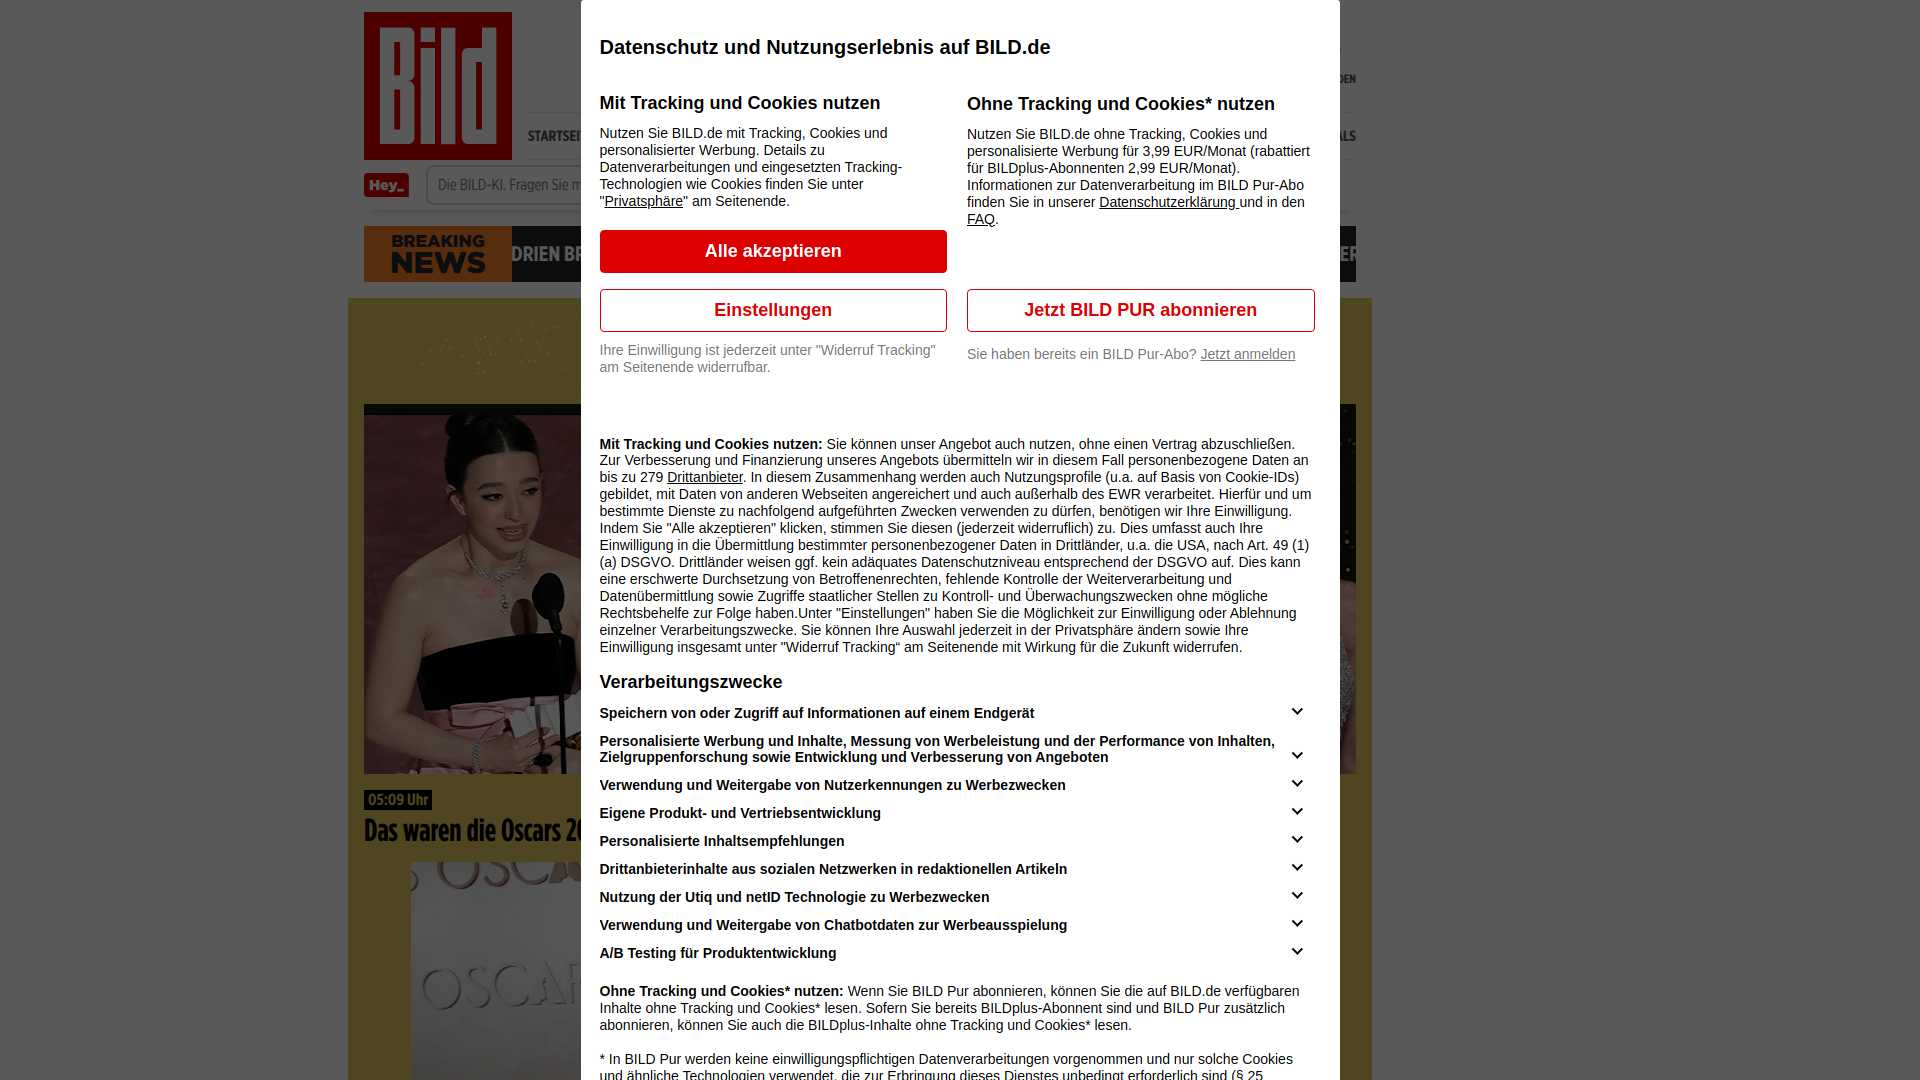 Bild
STARTSEI
Hey_
Die BILD-KI. Fragen Sie m
BREAKING
NEWS
DRIEN BR
05:09 Uhr
Das waren die Oscars 20
OSCAR
Datenschutz und Nutzungserlebnis auf BILD.de
Mit Tracking und Cookies nutzen
Nutzen Sie BILD.de mit Tracking, Cookies und
personalisierter Werbung. Details zu
Datenverarbeitungen und eingesetzten Tracking-
Technologien wie Cookies finden Sie unter
"Privatsphäre" am Seitenende.
Alle akzeptieren
Einstellungen
Ihre Einwilligung ist jederzeit unter "Widerruf Tracking"
am Seitenende widerrufbar.
Ohne Tracking und Cookies* nutzen
Nutzen Sie BILD.de ohne Tracking, Cookies und
personalisierte Werbung für 3,99 EUR/Monat (rabattiert
für BILDplus-Abonnenten 2,99 EUR/Monat).
Informationen zur Datenverarbeitung im BILD Pur-Abo
finden Sie in unserer Datenschutzerklärung und in den
FAQ.
Jetzt BILD PUR abonnieren
Sie haben bereits ein BILD Pur-Abo? Jetzt anmelden
Mit Tracking und Cookies nutzen: Sie können unser Angebot auch nutzen, ohne einen Vertrag abzuschließen.
Zur Verbesserung und Finanzierung unseres Angebots übermitteln wir in diesem Fall personenbezogene Daten an
bis zu 279 Drittanbieter. In diesem Zusammenhang werden auch Nutzungsprofile (u.a. auf Basis von Cookie-IDs)
gebildet, mit Daten von anderen Webseiten angereichert und auch außerhalb des EWR verarbeitet. Hierfür und um
bestimmte Dienste zu nachfolgend aufgeführten Zwecken verwenden zu dürfen, benötigen wir Ihre Einwilligung.
Indem Sie "Alle akzeptieren" klicken, stimmen Sie diesen (jederzeit widerruflich) zu. Dies umfasst auch Ihre
Einwilligung in die Übermittlung bestimmter personenbezogener Daten in Drittländer, u.a. die USA, nach Art. 49 (1)
(a) DSGVO. Drittländer weisen ggf. kein adäquates Datenschutzniveau entsprechend der DSGVO auf. Dies kann
eine erschwerte Durchsetzung von Betroffenenrechten, fehlende Kontrolle der Weiterverarbeitung und
Datenübermittlung sowie Zugriffe staatlicher Stellen zu Kontroll- und Überwachungszwecken ohne mögliche
Rechtsbehelfe zur Folge haben.Unter "Einstellungen" haben Sie die Möglichkeit zur Einwilligung oder Ablehnung
einzelner Verarbeitungszwecke. Sie können Ihre Auswahl jederzeit in der Privatsphäre ändern sowie Ihre
Einwilligung insgesamt unter "Widerruf Tracking“ am Seitenende mit Wirkung für die Zukunft widerrufen.
Verarbeitungszwecke
Speichern von oder Zugriff auf Informationen auf einem Endgerät
Personalisierte Werbung und Inhalte, Messung von Werbeleistung und der Performance von Inhalten,
Zielgruppenforschung sowie Entwicklung und Verbesserung von Angeboten
Verwendung und Weitergabe von Nutzerkennungen zu Werbezwecken
Eigene Produkt- und Vertriebsentwicklung
Personalisierte Inhaltsempfehlungen
Drittanbieterinhalte aus sozialen Netzwerken in redaktionellen Artikeln
Nutzung der Utiq und netID Technologie zu Werbezwecken
Verwendung und Weitergabe von Chatbotdaten zur Werbeausspielung
A/B Testing für Produktentwicklung
Ohne Tracking und Cookies* nutzen: Wenn Sie BILD Pur abonnieren, können Sie die auf BILD.de verfügbaren
Inhalte ohne Tracking und Cookies* lesen. Sofern Sie bereits BILDplus-Abonnent sind und BILD Pur zusätzlich
abonnieren, können Sie auch die BILDplus-Inhalte ohne Tracking und Cookies* lesen.
* In BILD Pur werden keine einwilligungspflichtigen Datenverarbeitungen vorgenommen und nur solche Cookies
und ähnliche Technologien verwendet, die zur Erbringung dieses Dienstes unbedingt erforderlich sind (§ 25
DEN
ALS
ER